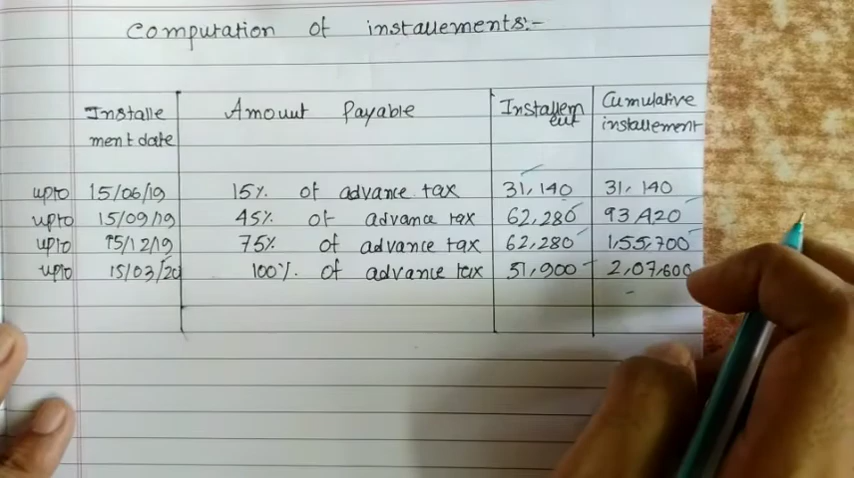 Computation of installements:-
Installe ment date Amount Payable Installem ent Cumulative installement
upto 15/06/19 15% of advance tax 31,140 31,140
upto 15/09/19 45% of advance tax 62,280 93,420
upto 15/12/19 75% of advance tax 62,280 1,55,700
upto 15/03/20 100% of advance tax 51,900 2,07,600